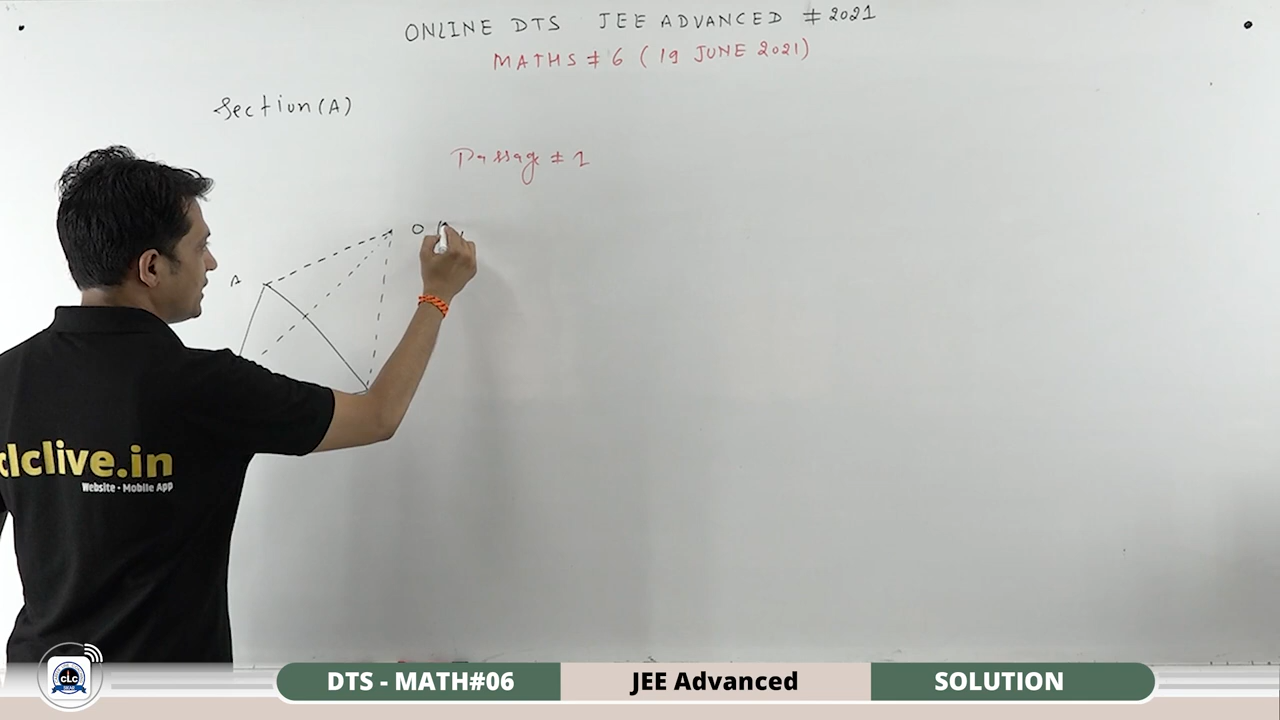 ONLINE DTS JEE ADVANCED # 2021
MATHS # 6 ( 19 JUNE 2021)
Section (A)
Passage # 1
O (
A
clclive.in
Website • Mobile App
CLC
DTS - MATH#06
JEE Advanced
SOLUTION